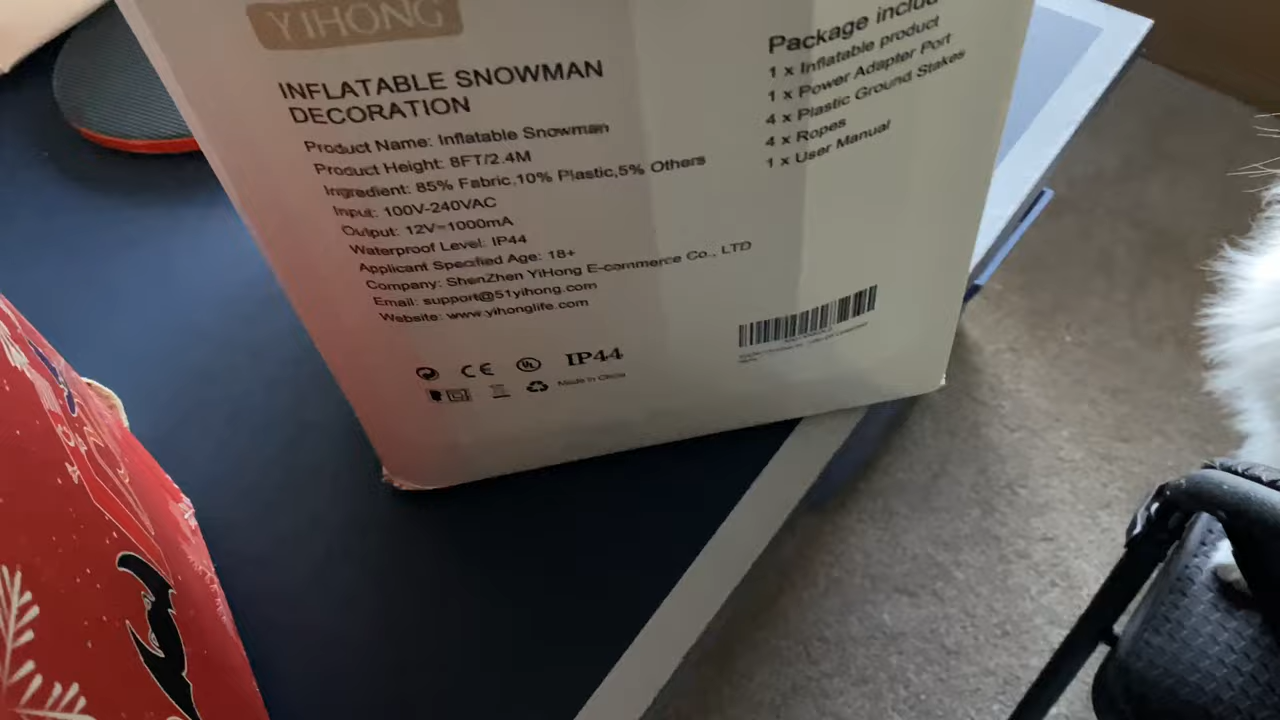 YIHONG
INFLATABLE SNOWMAN
DECORATION
Product Name: Inflatable Snowman
Product Height: 8FT/2.4M
Ingredient: 85% Fabric,10% Plastic,5% Others
Input: 100V-240VAC
Output: 12V=1000mA
Waterproof Level: IP44
Applicant Specified Age: 18+
Company: ShenZhen YiHong E-commerce Co., LTD
Email: support@51yihong.com
Website: www.yihonglife.com
CE
UL
IP44
Made in China
Package includ
1 x Inflatable product
1 x Power Adapter Port
4 x Plastic Ground Stakes
4 x Ropes
1 x User Manual